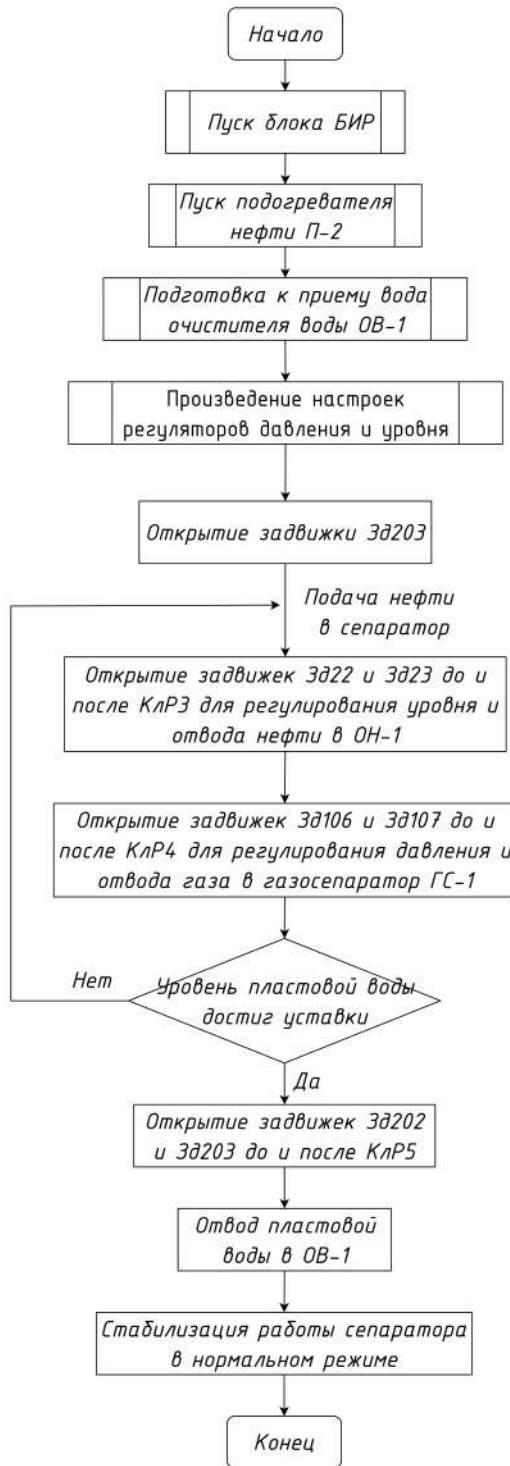 Начало
Пуск блока БИР
Пуск подогревателя
нефти П-2
Подготовка к приему вода
очистителя воды ОВ-1
Произведение настроек
регуляторов давления и уровня
Открытие задвижки Зд203
Подача нефти
в сепаратор
Открытие задвижек Зд22 и Зд23 до и
после КлР3 для регулирования уровня и
отвода нефти в ОН-1
Открытие задвижек Зд106 и Зд107 до и
после КлР4 для регулирования давления и
отвода газа в газосепаратор ГС-1
Нет
Уровень пластовой воды
достиг уставки
Да
Открытие задвижек Зд202
и Зд203 до и после КлР5
Отвод пластовой
воды в ОВ-1
Стабилизация работы сепаратора
в нормальном режиме
Конец